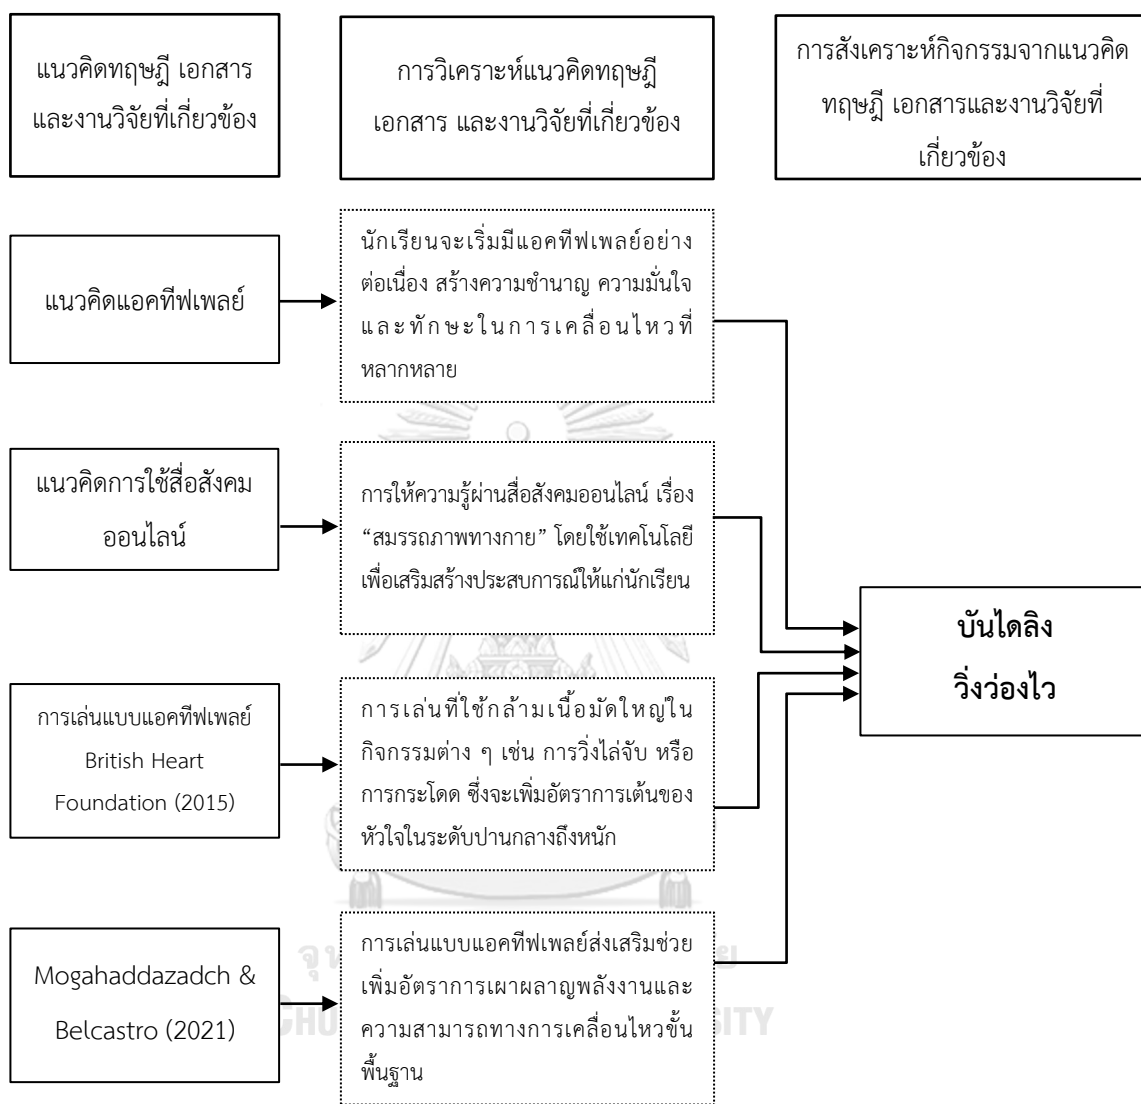 แนวคิดทฤษฎี เอกสาร
และงานวิจัยที่เกี่ยวข้อง
การวิเคราะห์แนวคิดทฤษฎี
เอกสาร และงานวิจัยที่เกี่ยวข้อง
การสังเคราะห์กิจกรรมจากแนวคิด
ทฤษฎี เอกสารและงานวิจัยที่
เกี่ยวข้อง
แนวคิดแอคทีฟเพลย์
นักเรียนจะเริ่มมีแอคทีฟเพลย์อย่าง
ต่อเนื่อง สร้างความชำนาญ ความมั่นใจ
และทักษะในการเคลื่อนไหวที่
หลากหลาย
แนวคิดการใช้สื่อสังคม
ออนไลน์
การให้ความรู้ผ่านสื่อสังคมออนไลน์ เรื่อง
“สมรรถภาพทางกาย” โดยใช้เทคโนโลยี
เพื่อเสริมสร้างประสบการณ์ให้แก่นักเรียน
บันไดลิง
วิ่งว่องไว
การเล่นแบบแอคทีฟเพลย์
British Heart
Foundation (2015)
การเล่นที่ใช้กล้ามเนื้อมัดใหญ่ใน
กิจกรรมต่าง ๆ เช่น การวิ่งไล่จับ หรือ
การกระโดด ซึ่งจะเพิ่มอัตราการเต้นของ
หัวใจในระดับปานกลางถึงหนัก
Mogahaddazadch &
Belcastro (2021)
การเล่นแบบแอคทีฟเพลย์ส่งเสริมช่วย
เพิ่มอัตราการเผาผลาญพลังงานและ
ความสามารถทางการเคลื่อนไหวขั้น
พื้นฐาน